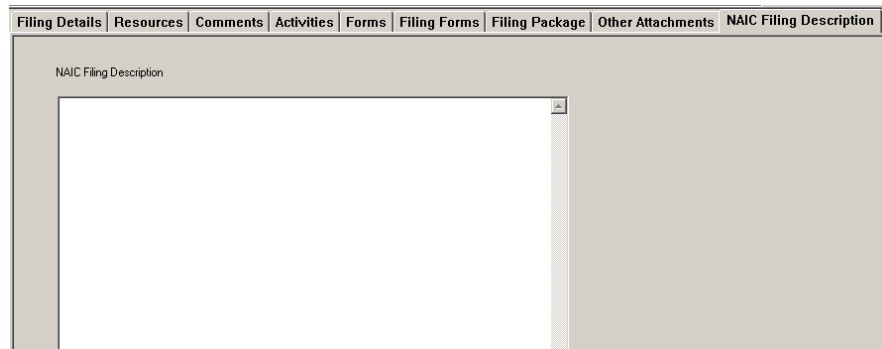 Filing Details Resources Comments Activities Forms Filing Forms Filing Package Other Attachments NAIC Filing Description
NAIC Filing Description